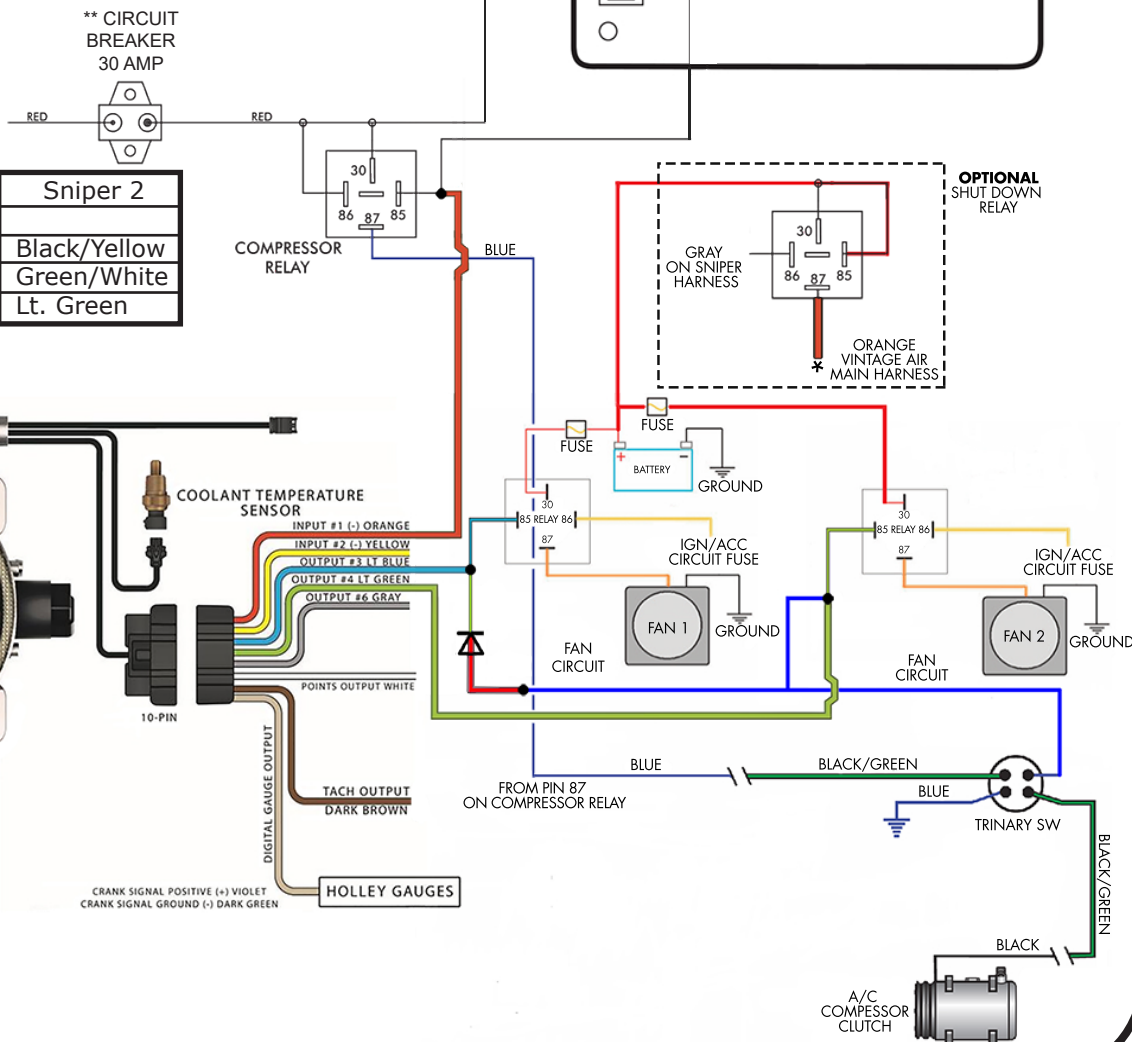 ** CIRCUIT
BREAKER
30 AMP
RED
RED
Sniper 2
Black/Yellow
Green/White
Lt. Green
30
86
87
85
COMPRESSOR
RELAY
BLUE
OPTIONAL
SHUT DOWN
RELAY
30
86
87
85
GRAY
ON SNIPER
HARNESS
ORANGE
VINTAGE AIR
MAIN HARNESS
*
FUSE
FUSE
+
-
BATTERY
GROUND
COOLANT TEMPERATURE
SENSOR
INPUT #1 (-) ORANGE
INPUT #2 (-) YELLOW
OUTPUT #3 LT BLUE
OUTPUT #4 LT GREEN
OUTPUT #6 GRAY
POINTS OUTPUT WHITE
10-PIN
30
85 RELAY 86
87
IGN/ACC
CIRCUIT FUSE
FAN 1
GROUND
FAN
CIRCUIT
30
85 RELAY 86
87
IGN/ACC
CIRCUIT FUSE
FAN 2
GROUND
FAN
CIRCUIT
DIGITAL GAUGE OUTPUT
TACH OUTPUT
DARK BROWN
CRANK SIGNAL POSITIVE (+) VIOLET
CRANK SIGNAL GROUND (-) DARK GREEN
HOLLEY GAUGES
FROM PIN 87
ON COMPRESSOR RELAY
BLUE
BLACK/GREEN
BLUE
TRINARY SW
BLACK/GREEN
BLACK
A/C
COMPESSOR
CLUTCH